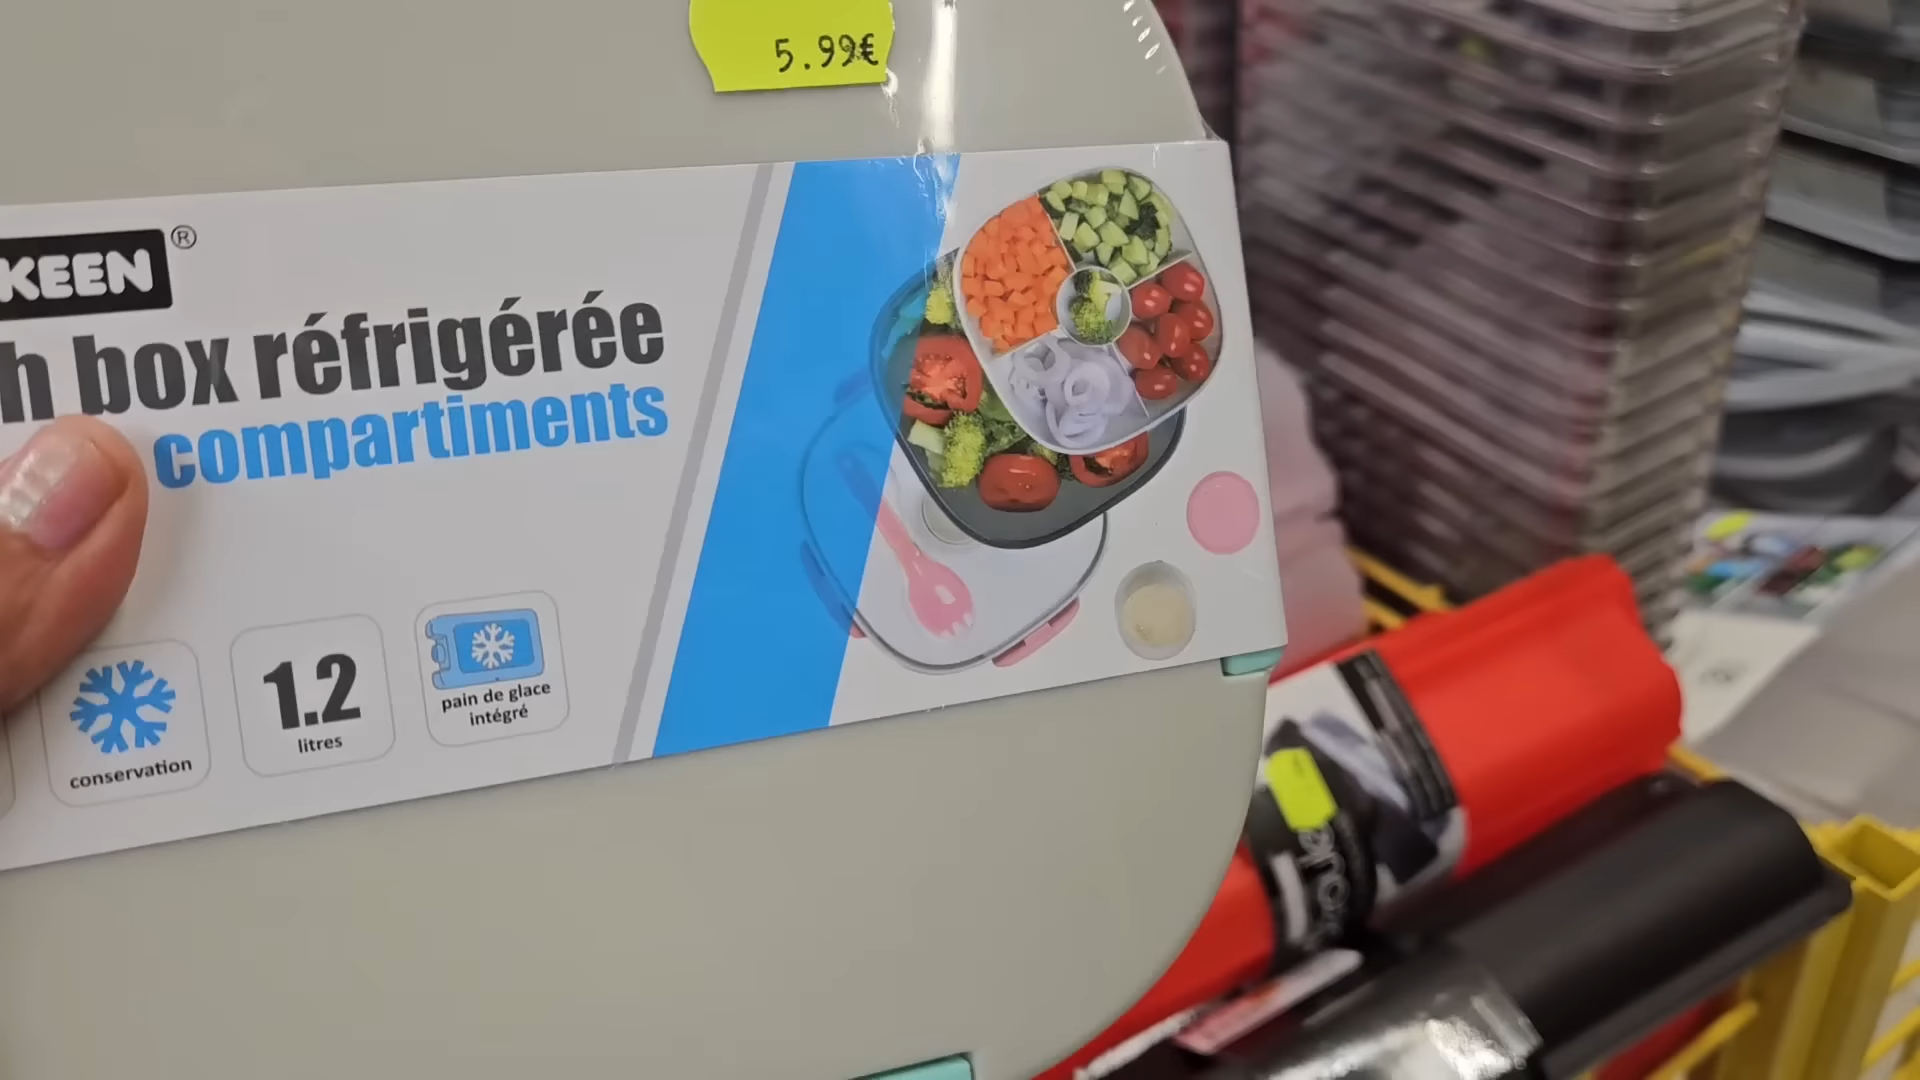 5.99€
KEEN®
h box réfrigérée
compartiments
conservation
1.2
litres
pain de glace
intégré